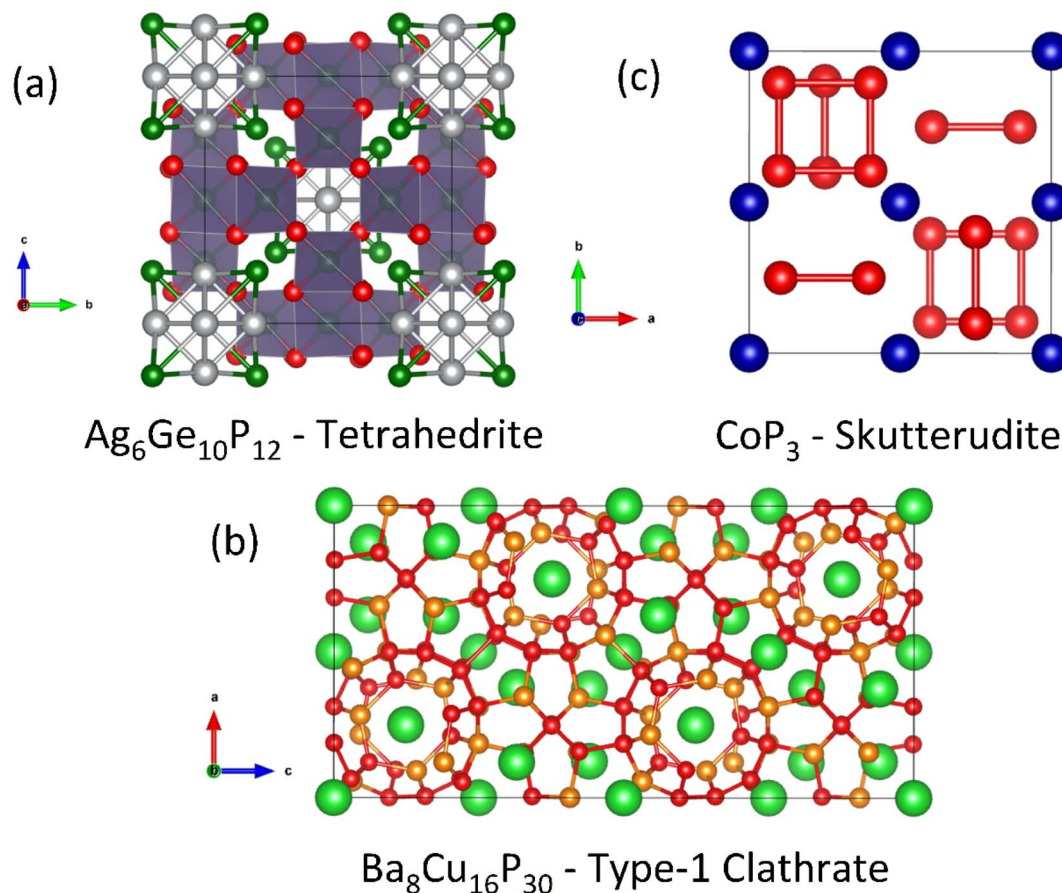 (a)
c
a
b
Ag₆Ge₁₀P₁₂ - Tetrahedrite
(c)
b
c
a
CoP₃ - Skutterudite
(b)
a
b
c
Ba₈Cu₁₆P₃₀ - Type-1 Clathrate